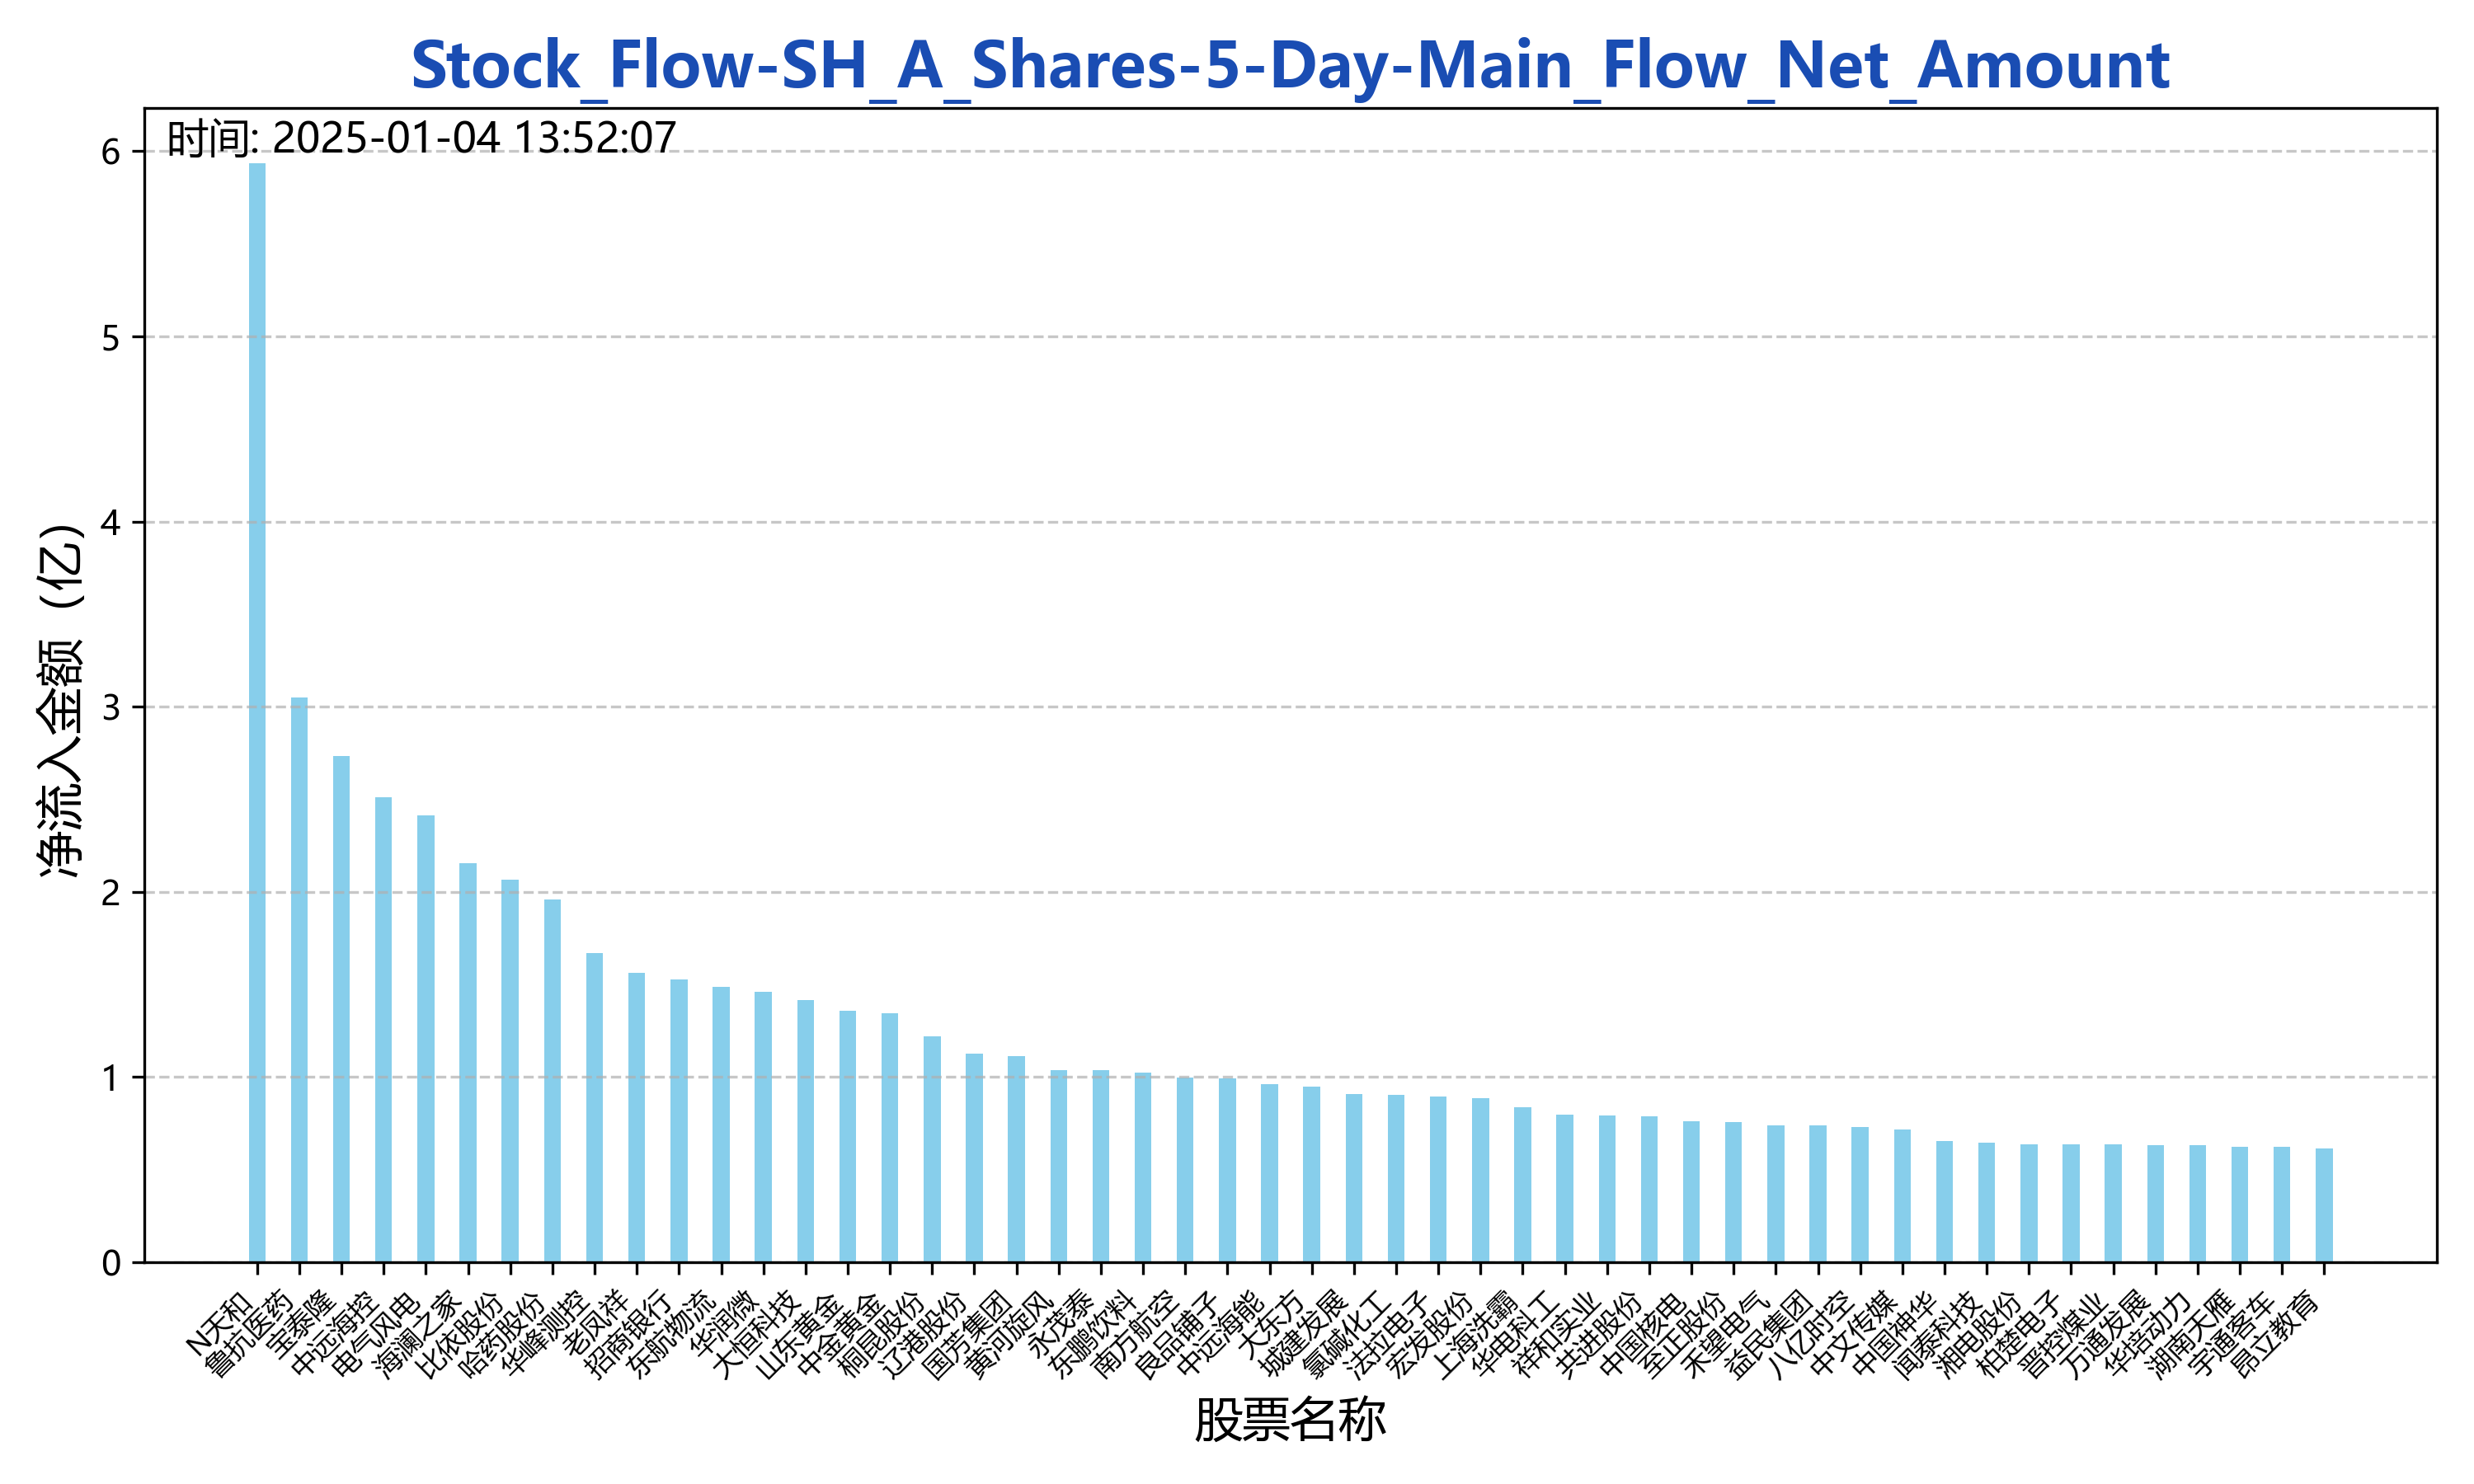 Stock_Flow-SH_A_Shares-5-Day-Main_Flow_Net_Amount
时间: 2025-01-04 13:52:07
净流入金额 (亿)
6
5
4
3
2
1
0
N天和
鲁抗医药
宝泰隆
中远海控
电气风电
海澜之家
比依股份
哈药股份
华峰测控
老凤祥
招商银行
东航物流
华润微
大恒科技
山东黄金
中金黄金
桐昆股份
辽港股份
国芳集团
黄河旋风
永茂泰
东鹏饮料
南方航空
良品铺子
中远海能
大东方
城建发展
氯碱化工
法拉电子
宏发股份
上海洗霸
华电科工
祥和实业
共进股份
中国核电
至正股份
禾望电气
益民集团
八亿时空
中文传媒
中国神华
闻泰科技
湘电股份
柏楚电子
晋控煤业
万通发展
华培动力
湖南天雁
宇通客车
昂立教育
股票名称